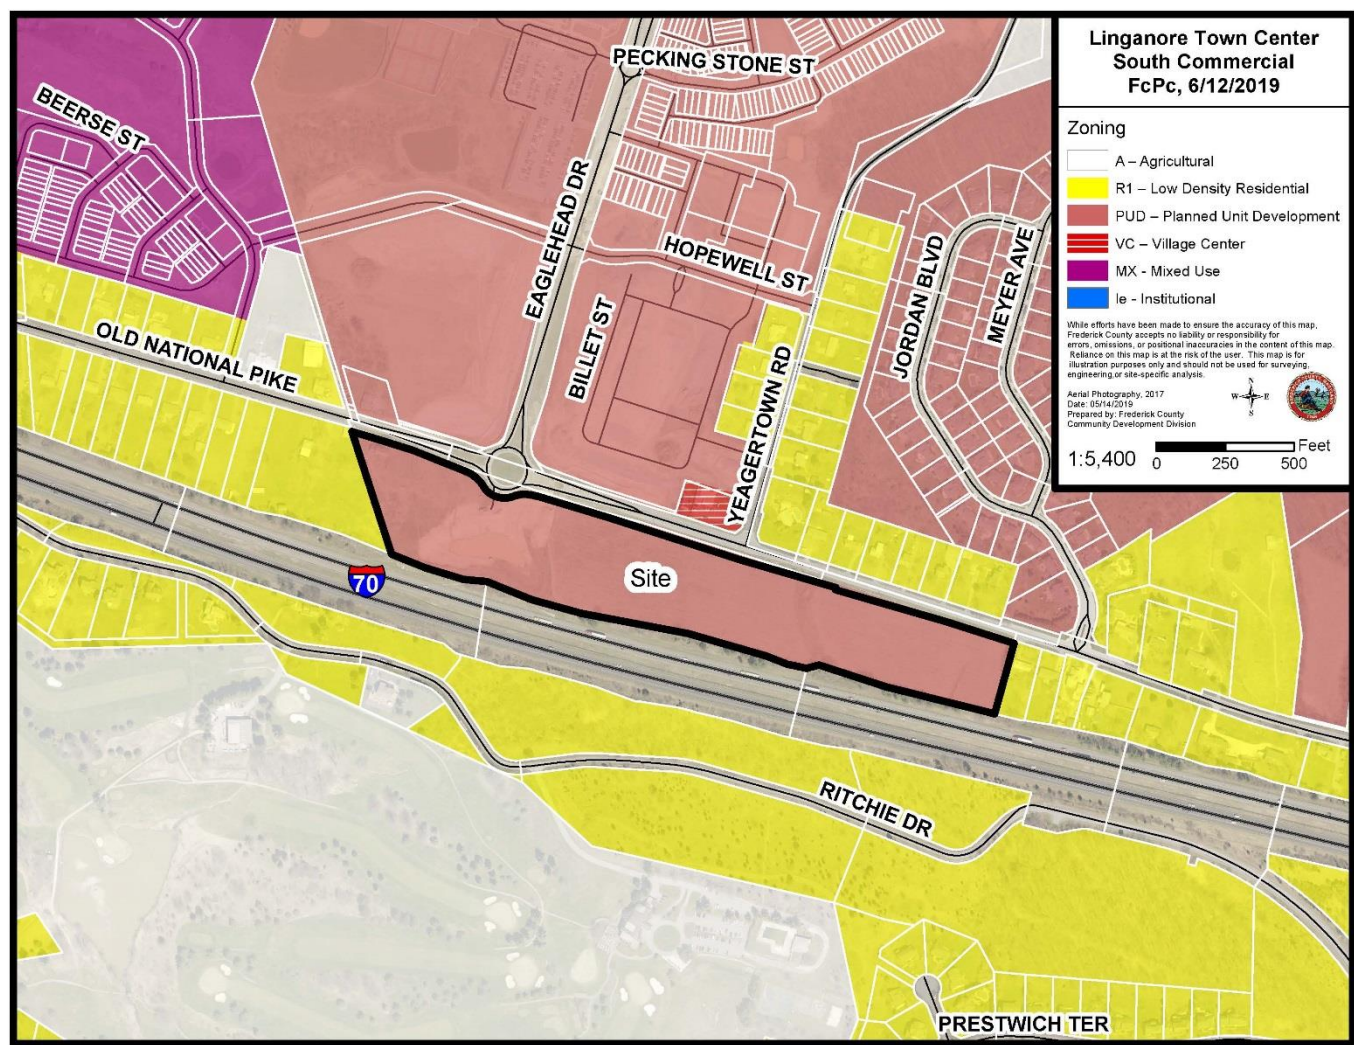 Linganore Town Center
South Commercial
FcPc, 6/12/2019
Zoning
A – Agricultural
R1 – Low Density Residential
PUD – Planned Unit Development
VC – Village Center
MX - Mixed Use
Ie - Institutional
While efforts have been made to ensure the accuracy of this map,
Frederick County accepts no liability or responsibility for
errors, omissions, or positional inaccuracies in the content of this map.
Reliance on this map is at the risk of the user. This map is for
illustration purposes only and should not be used for surveying,
engineering,or site-specific analysis.
Aerial Photography, 2017
Date: 05/14/2019
Prepared by: Frederick County
Community Development Division
N
W E
S
1:5,400
Feet
0 250 500
PECKING STONE ST
BEERSE ST
EAGLEHEAD DR
HOPEWELL ST
JORDAN BLVD
MEYER AVE
OLD NATIONAL PIKE
BILLET ST
YEAGERTOWN RD
Site
70
RITCHIE DR
PRESTWICH TER